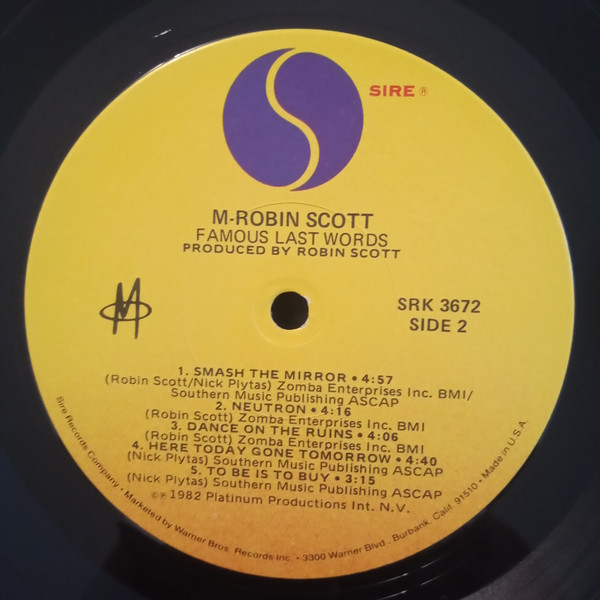 SIRE ®
M-ROBIN SCOTT
FAMOUS LAST WORDS
PRODUCED BY ROBIN SCOTT
M
SRK 3672
SIDE 2
1. SMASH THE MIRROR • 4:57
(Robin Scott/Nick Plytas) Zomba Enterprises Inc. BMI/
Southern Music Publishing ASCAP
2. NEUTRON • 4:16
(Robin Scott) Zomba Enterprises Inc. BMI
3. DANCE ON THE RUINS • 4:06
(Robin Scott) Zomba Enterprises Inc. BMI
4. HERE TODAY GONE TOMORROW • 4:40
(Nick Plytas) Southern Music Publishing ASCAP
5. TO BE IS TO BUY • 3:15
(Nick Plytas) Southern Music Publishing ASCAP
©℗ 1982 Platinum Productions Int. N.V.
Sire Records Company • Marketed by Warner Bros. Records Inc. • 3300 Warner Blvd • Burbank, Calif. 91510 • Made in U.S.A.